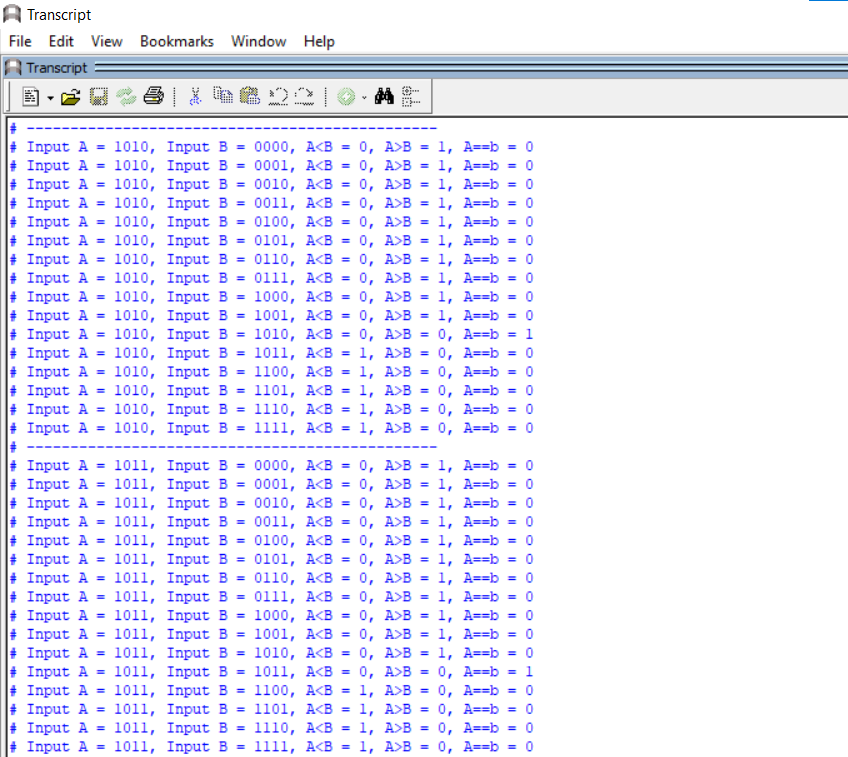 Transcript
File Edit View Bookmarks Window Help
Transcript
# -----------------------------------------------
# Input A = 1010, Input B = 0000, A<B = 0, A>B = 1, A==b = 0
# Input A = 1010, Input B = 0001, A<B = 0, A>B = 1, A==b = 0
# Input A = 1010, Input B = 0010, A<B = 0, A>B = 1, A==b = 0
# Input A = 1010, Input B = 0011, A<B = 0, A>B = 1, A==b = 0
# Input A = 1010, Input B = 0100, A<B = 0, A>B = 1, A==b = 0
# Input A = 1010, Input B = 0101, A<B = 0, A>B = 1, A==b = 0
# Input A = 1010, Input B = 0110, A<B = 0, A>B = 1, A==b = 0
# Input A = 1010, Input B = 0111, A<B = 0, A>B = 1, A==b = 0
# Input A = 1010, Input B = 1000, A<B = 0, A>B = 1, A==b = 0
# Input A = 1010, Input B = 1001, A<B = 0, A>B = 1, A==b = 0
# Input A = 1010, Input B = 1010, A<B = 0, A>B = 0, A==b = 1
# Input A = 1010, Input B = 1011, A<B = 1, A>B = 0, A==b = 0
# Input A = 1010, Input B = 1100, A<B = 1, A>B = 0, A==b = 0
# Input A = 1010, Input B = 1101, A<B = 1, A>B = 0, A==b = 0
# Input A = 1010, Input B = 1110, A<B = 1, A>B = 0, A==b = 0
# Input A = 1010, Input B = 1111, A<B = 1, A>B = 0, A==b = 0
# -----------------------------------------------
# Input A = 1011, Input B = 0000, A<B = 0, A>B = 1, A==b = 0
# Input A = 1011, Input B = 0001, A<B = 0, A>B = 1, A==b = 0
# Input A = 1011, Input B = 0010, A<B = 0, A>B = 1, A==b = 0
# Input A = 1011, Input B = 0011, A<B = 0, A>B = 1, A==b = 0
# Input A = 1011, Input B = 0100, A<B = 0, A>B = 1, A==b = 0
# Input A = 1011, Input B = 0101, A<B = 0, A>B = 1, A==b = 0
# Input A = 1011, Input B = 0110, A<B = 0, A>B = 1, A==b = 0
# Input A = 1011, Input B = 0111, A<B = 0, A>B = 1, A==b = 0
# Input A = 1011, Input B = 1000, A<B = 0, A>B = 1, A==b = 0
# Input A = 1011, Input B = 1001, A<B = 0, A>B = 1, A==b = 0
# Input A = 1011, Input B = 1010, A<B = 0, A>B = 1, A==b = 0
# Input A = 1011, Input B = 1011, A<B = 0, A>B = 0, A==b = 1
# Input A = 1011, Input B = 1100, A<B = 1, A>B = 0, A==b = 0
# Input A = 1011, Input B = 1101, A<B = 1, A>B = 0, A==b = 0
# Input A = 1011, Input B = 1110, A<B = 1, A>B = 0, A==b = 0
# Input A = 1011, Input B = 1111, A<B = 1, A>B = 0, A==b = 0